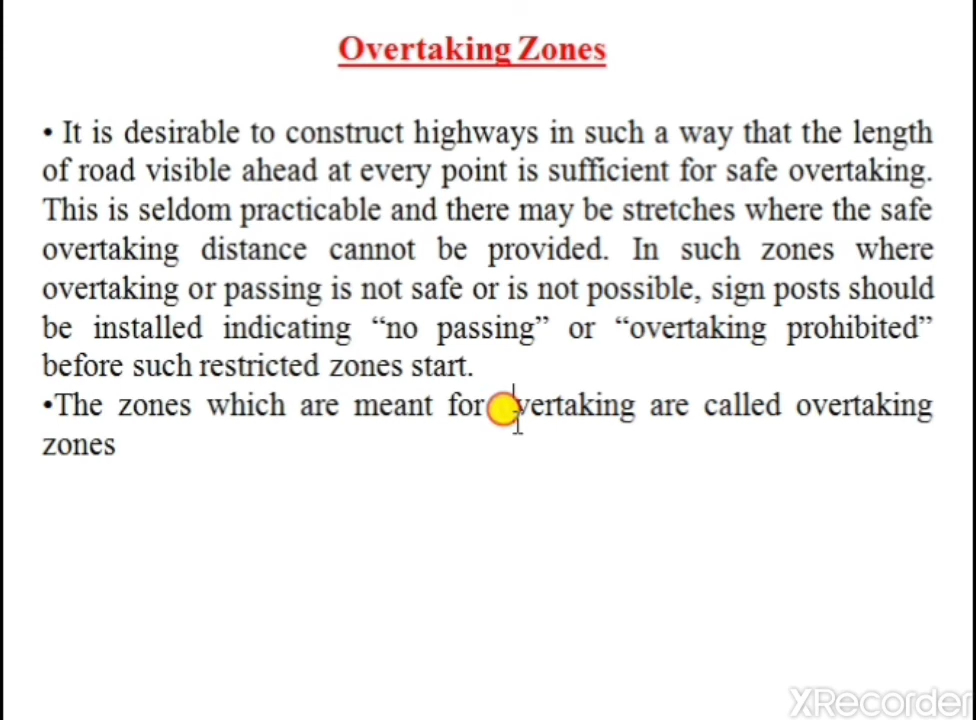 Overtaking Zones
• It is desirable to construct highways in such a way that the length
of road visible ahead at every point is sufficient for safe overtaking.
This is seldom practicable and there may be stretches where the safe
overtaking distance cannot be provided. In such zones where
overtaking or passing is not safe or is not possible, sign posts should
be installed indicating “no passing” or “overtaking prohibited”
before such restricted zones start.
•The zones which are meant for overtaking are called overtaking
zones
XRecorder